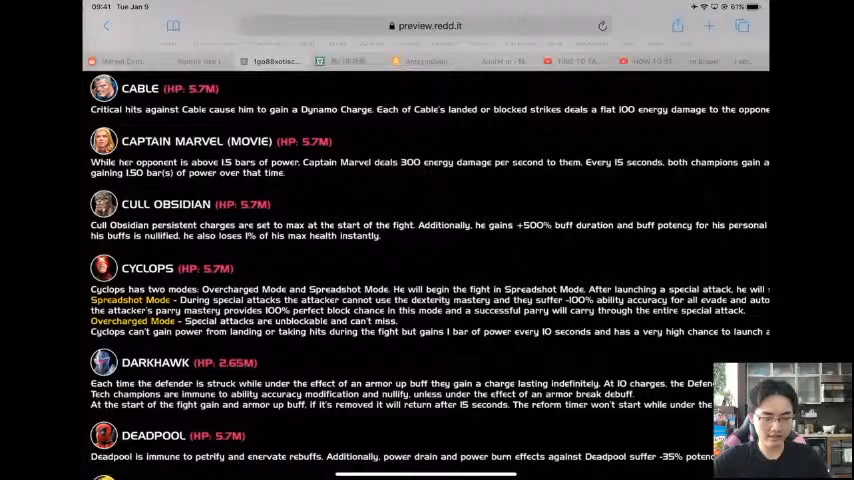 09:41 Tue Jan 9
61%
preview.redd.it
1go88xotisc...
CABLE (HP: 5.7M)
Critical hits against Cable cause him to gain a Dynamo Charge. Each of Cable's landed or blocked strikes deals a flat 100 energy damage to the oppone
CAPTAIN MARVEL (MOVIE) (HP: 5.7M)
While her opponent is above 1.5 bars of power, Captain Marvel deals 300 energy damage per second to them. Every 15 seconds, both champions gain a
gaining 1.50 bar(s) of power over that time.
CULL OBSIDIAN (HP: 5.7M)
Cull Obsidian persistent charges are set to max at the start of the fight. Additionally, he gains +500% buff duration and buff potency for his personal
his buffs is nullified, he also loses 1% of his max health instantly.
CYCLOPS (HP: 5.7M)
Cyclops has two modes: Overcharged Mode and Spreadshot Mode. He will begin the fight in Spreadshot Mode. After launching a special attack, he will
Spreadshot Mode - During special attacks the attacker cannot use the dexterity mastery and they suffer -100% ability accuracy for all evade and auto
the attacker's parry mastery provides 100% perfect block chance in this mode and a successful parry will carry through the entire special attack.
Overcharged Mode - Special attacks are unblockable and can't miss.
Cyclops can't gain power from landing or taking hits during the fight but gains 1 bar of power every 10 seconds and has a very high chance to launch a
DARKHAWK (HP: 2.65M)
Each time the defender is struck while under the effect of an armor up buff they gain a charge lasting indefinitely. At 10 charges, the Defen
Tech champions are immune to ability accuracy modification and nullify, unless under the effect of an armor break debuff.
At the start of the fight gain and armor up buff, if it's removed it will return after 15 seconds. The reform timer won't start while under the
DEADPOOL (HP: 5.7M)
Deadpool is immune to petrify and enervate rebuffs. Additionally, power drain and power burn effects against Deadpool suffer -35% poten